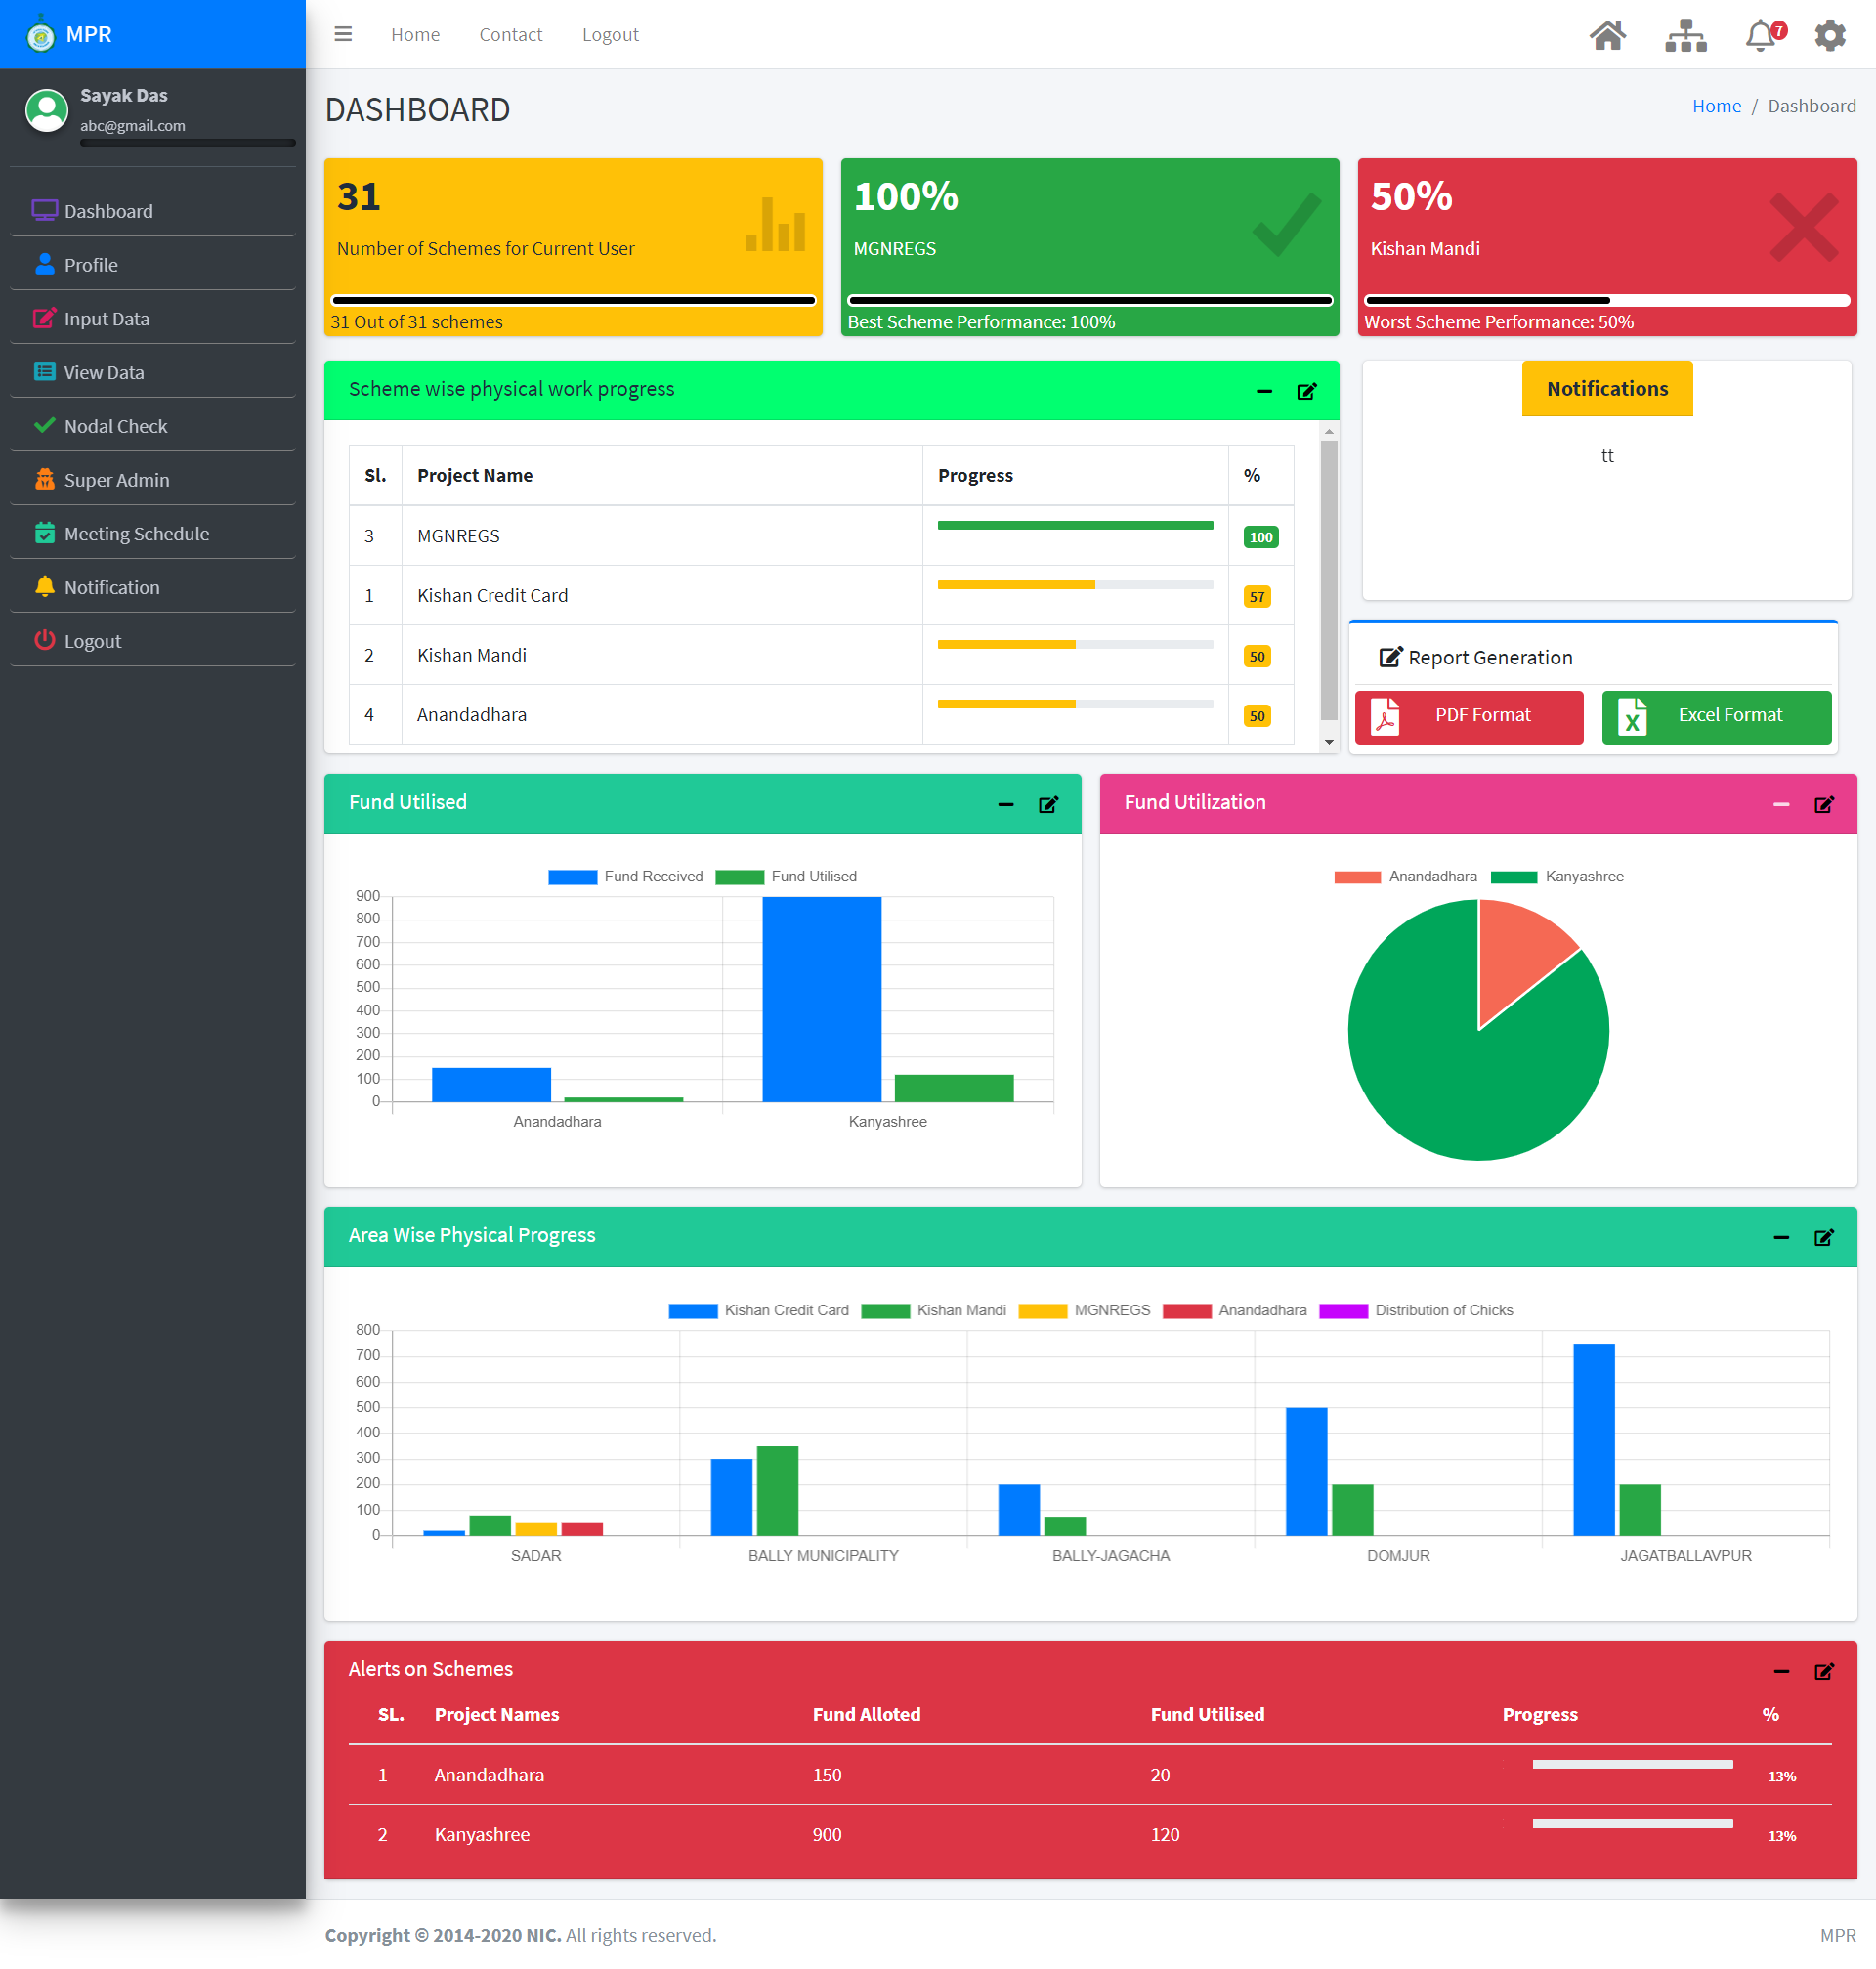 MPR
Home Contact Logout
7
Sayak Das
abc@gmail.com
Dashboard
Profile
Input Data
View Data
Nodal Check
Super Admin
Meeting Schedule
Notification
Logout
DASHBOARD
Home / Dashboard
31
Number of Schemes for Current User
31 Out of 31 schemes
100%
MGNREGS
Best Scheme Performance: 100%
50%
Kishan Mandi
Worst Scheme Performance: 50%
Scheme wise physical work progress
Sl. Project Name Progress %
3 MGNREGS 100
1 Kishan Credit Card 57
2 Kishan Mandi 50
4 Anandadhara 50
Notifications
tt
Report Generation
PDF Format
Excel Format
Fund Utilised
Fund Received Fund Utilised
900
800
700
600
500
400
300
200
100
0
Anandadhara Kanyashree
Fund Utilization
Anandadhara Kanyashree
Area Wise Physical Progress
Kishan Credit Card Kishan Mandi MGNREGS Anandadhara Distribution of Chicks
800
700
600
500
400
300
200
100
0
SADAR BALLY MUNICIPALITY BALLY-JAGACHA DOMJUR JAGATBALLAVPUR
Alerts on Schemes
SL. Project Names Fund Alloted Fund Utilised Progress %
1 Anandadhara 150 20 13%
2 Kanyashree 900 120 13%
Copyright © 2014-2020 NIC. All rights reserved.
MPR